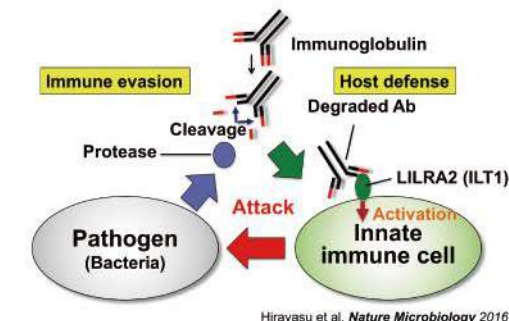 Immunoglobulin
Immune evasion
Host defense
Degraded Ab
Cleavage
Protease
LILRA2 (ILT1)
Attack
Activation
Pathogen
(Bacteria)
Innate
immune cell
Hirayasu et al. Nature Microbiology 2016